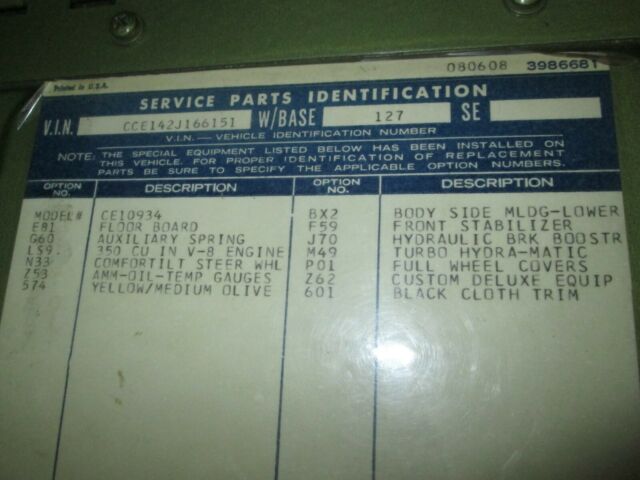 Printed in U.S.A.
080608 3986681
SERVICE PARTS IDENTIFICATION
V.I.N. CCE142J166151 W/BASE 127 SE
V.I.N. — VEHICLE IDENTIFICATION NUMBER
NOTE: THE SPECIAL EQUIPMENT LISTED BELOW HAS BEEN INSTALLED ON
THIS VEHICLE. FOR PROPER IDENTIFICATION OF REPLACEMENT
PARTS BE SURE TO SPECIFY THE APPLICABLE OPTION NUMBERS.
OPTION NO. DESCRIPTION OPTION NO. DESCRIPTION
MODEL# CE10934 BX2 BODY SIDE MLDG-LOWER
E81 FLOOR BOARD F59 FRONT STABILIZER
G60 AUXILIARY SPRING J70 HYDRAULIC BRK BOOSTR
LS9 350 CU IN V-8 ENGINE M49 TURBO HYDRA-MATIC
N33 COMFORTILT STEER WHL P01 FULL WHEEL COVERS
Z53 AMM-OIL-TEMP GAUGES Z62 CUSTOM DELUXE EQUIP
574 YELLOW/MEDIUM OLIVE 601 BLACK CLOTH TRIM